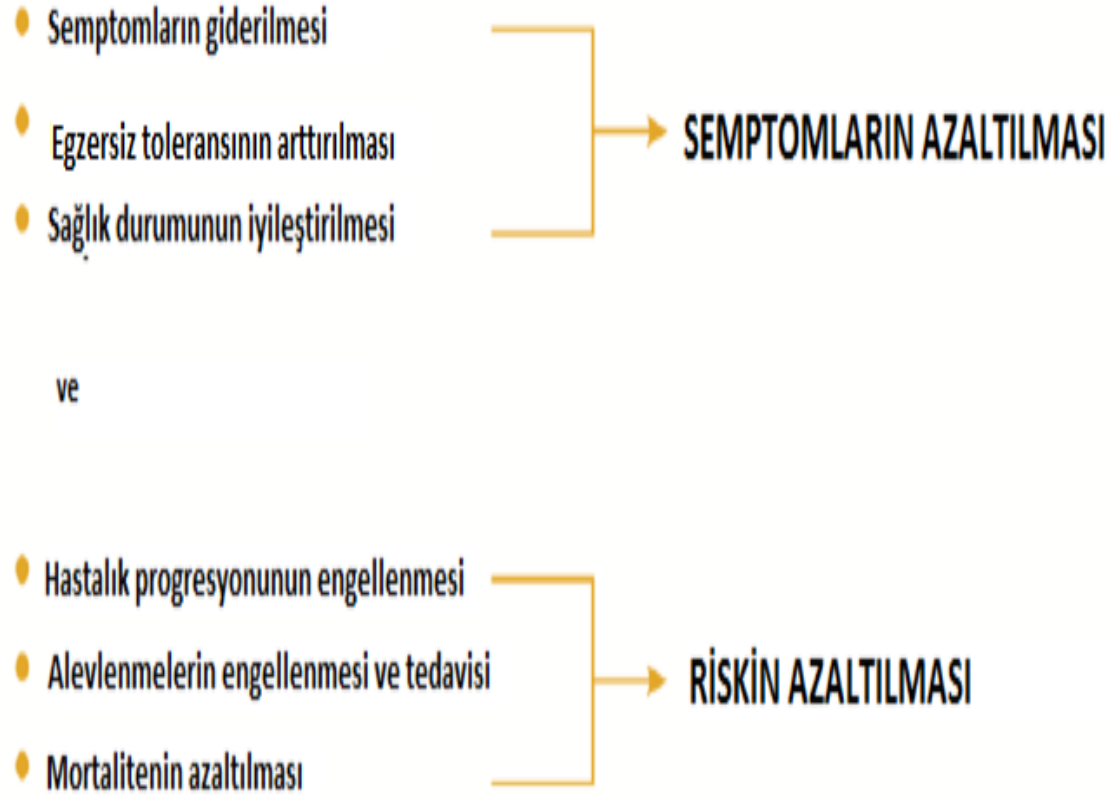 Semptomların giderilmesi
Egzersiz toleransının arttırılması
Sağlık durumunun iyileştirilmesi
SEMPTOMLARIN AZALTILMASI
ve
Hastalık progresyonunun engellenmesi
Alevlenmelerin engellenmesi ve tedavisi
Mortalitenin azaltılması
RİSKİN AZALTILMASI